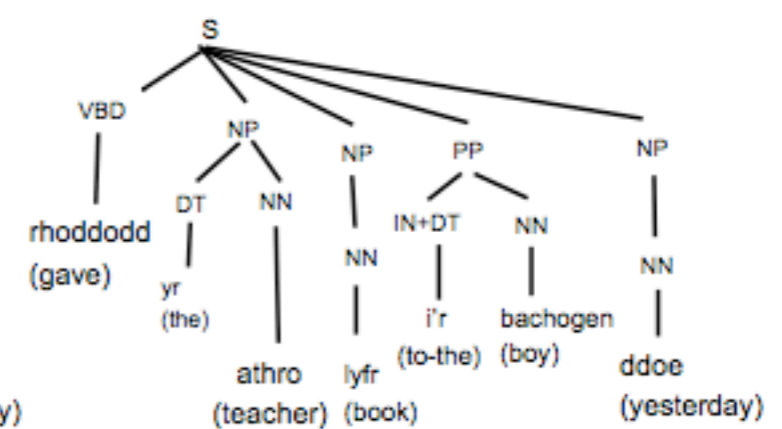 S
VBD NP NP PP NP
DT NN NN IN+DT NN NN
rhoddodd
(gave)
yr
(the)
athro
(teacher)
lyfr
(book)
i'r
(to-the)
bachogen
(boy)
ddoe
(yesterday)
y)